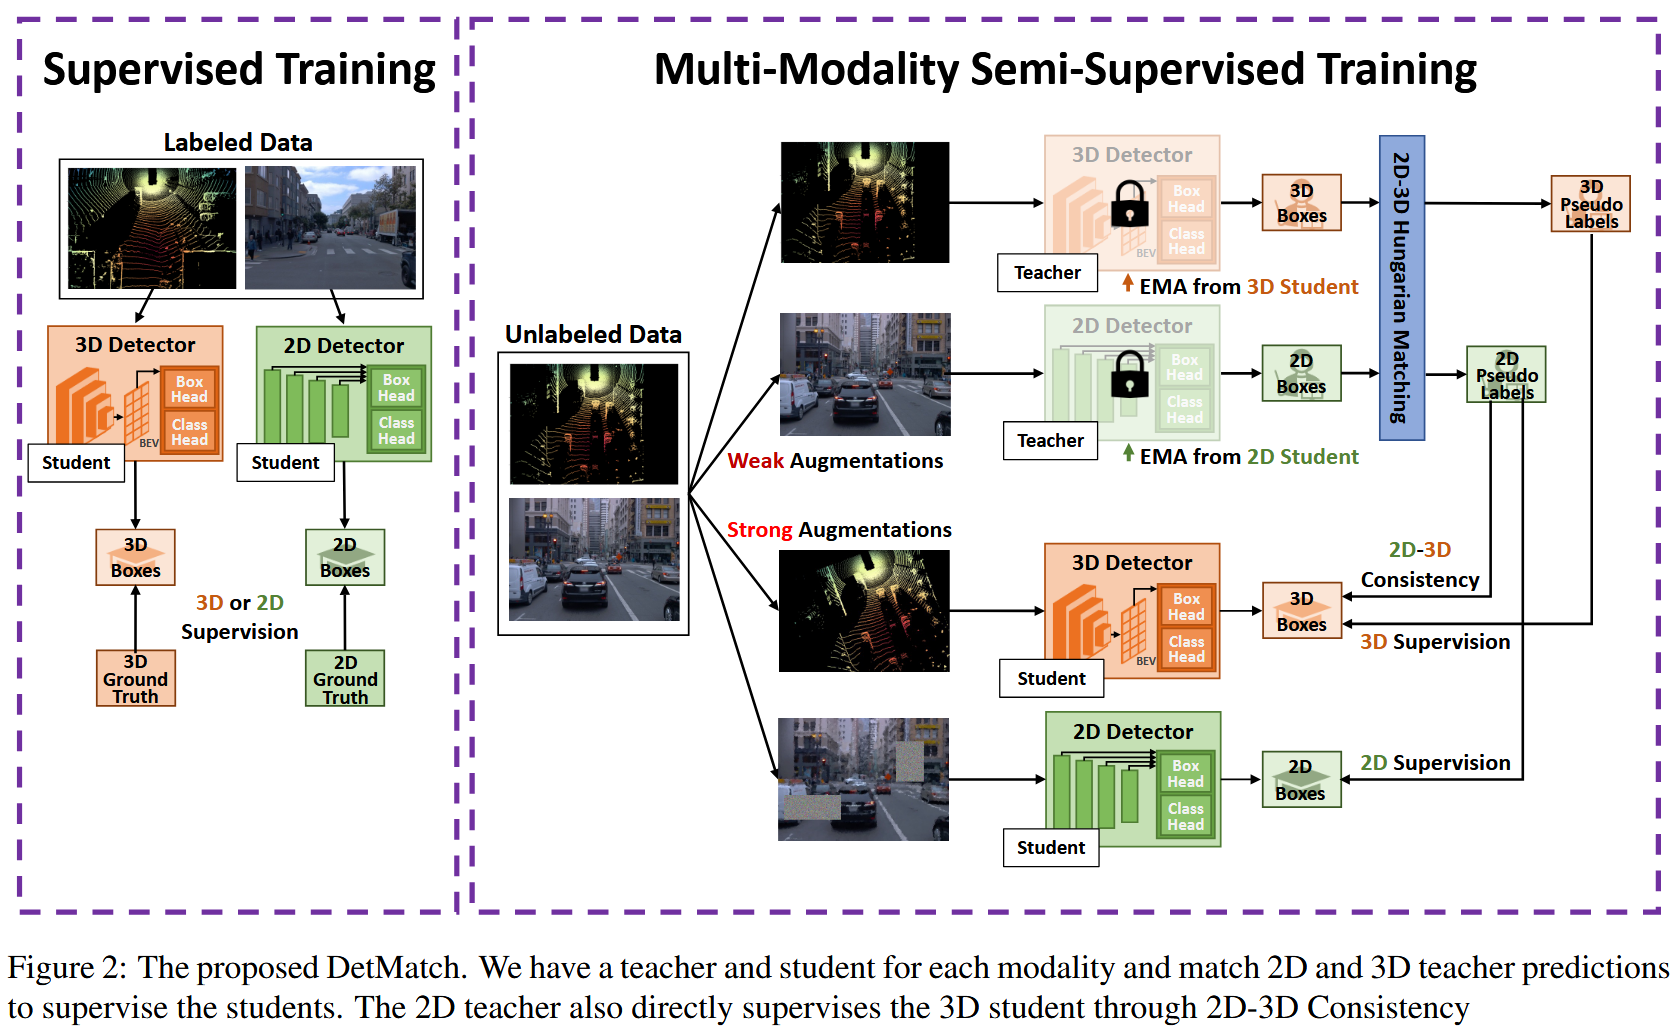 Supervised Training
Labeled Data
3D Detector
Box
Head
Class
Head
BEV
Student
2D Detector
Box
Head
Class
Head
Student
3D
Boxes
2D
Boxes
3D or 2D
Supervision
3D
Ground
Truth
2D
Ground
Truth
Multi-Modality Semi-Supervised Training
Unlabeled Data
Weak Augmentations
Strong Augmentations
3D Detector
Box
Head
Class
Head
BEV
Teacher
EMA from 3D Student
3D
Boxes
2D Detector
Box
Head
Class
Head
Teacher
EMA from 2D Student
2D
Boxes
2D-3D Hungarian Matching
3D
Pseudo
Labels
2D
Pseudo
Labels
3D Detector
Box
Head
Class
Head
BEV
Student
3D
Boxes
2D-3D
Consistency
3D Supervision
2D Detector
Box
Head
Class
Head
Student
2D
Boxes
2D Supervision
Figure 2: The proposed DetMatch. We have a teacher and student for each modality and match 2D and 3D teacher predictions
to supervise the students. The 2D teacher also directly supervises the 3D student through 2D-3D Consistency